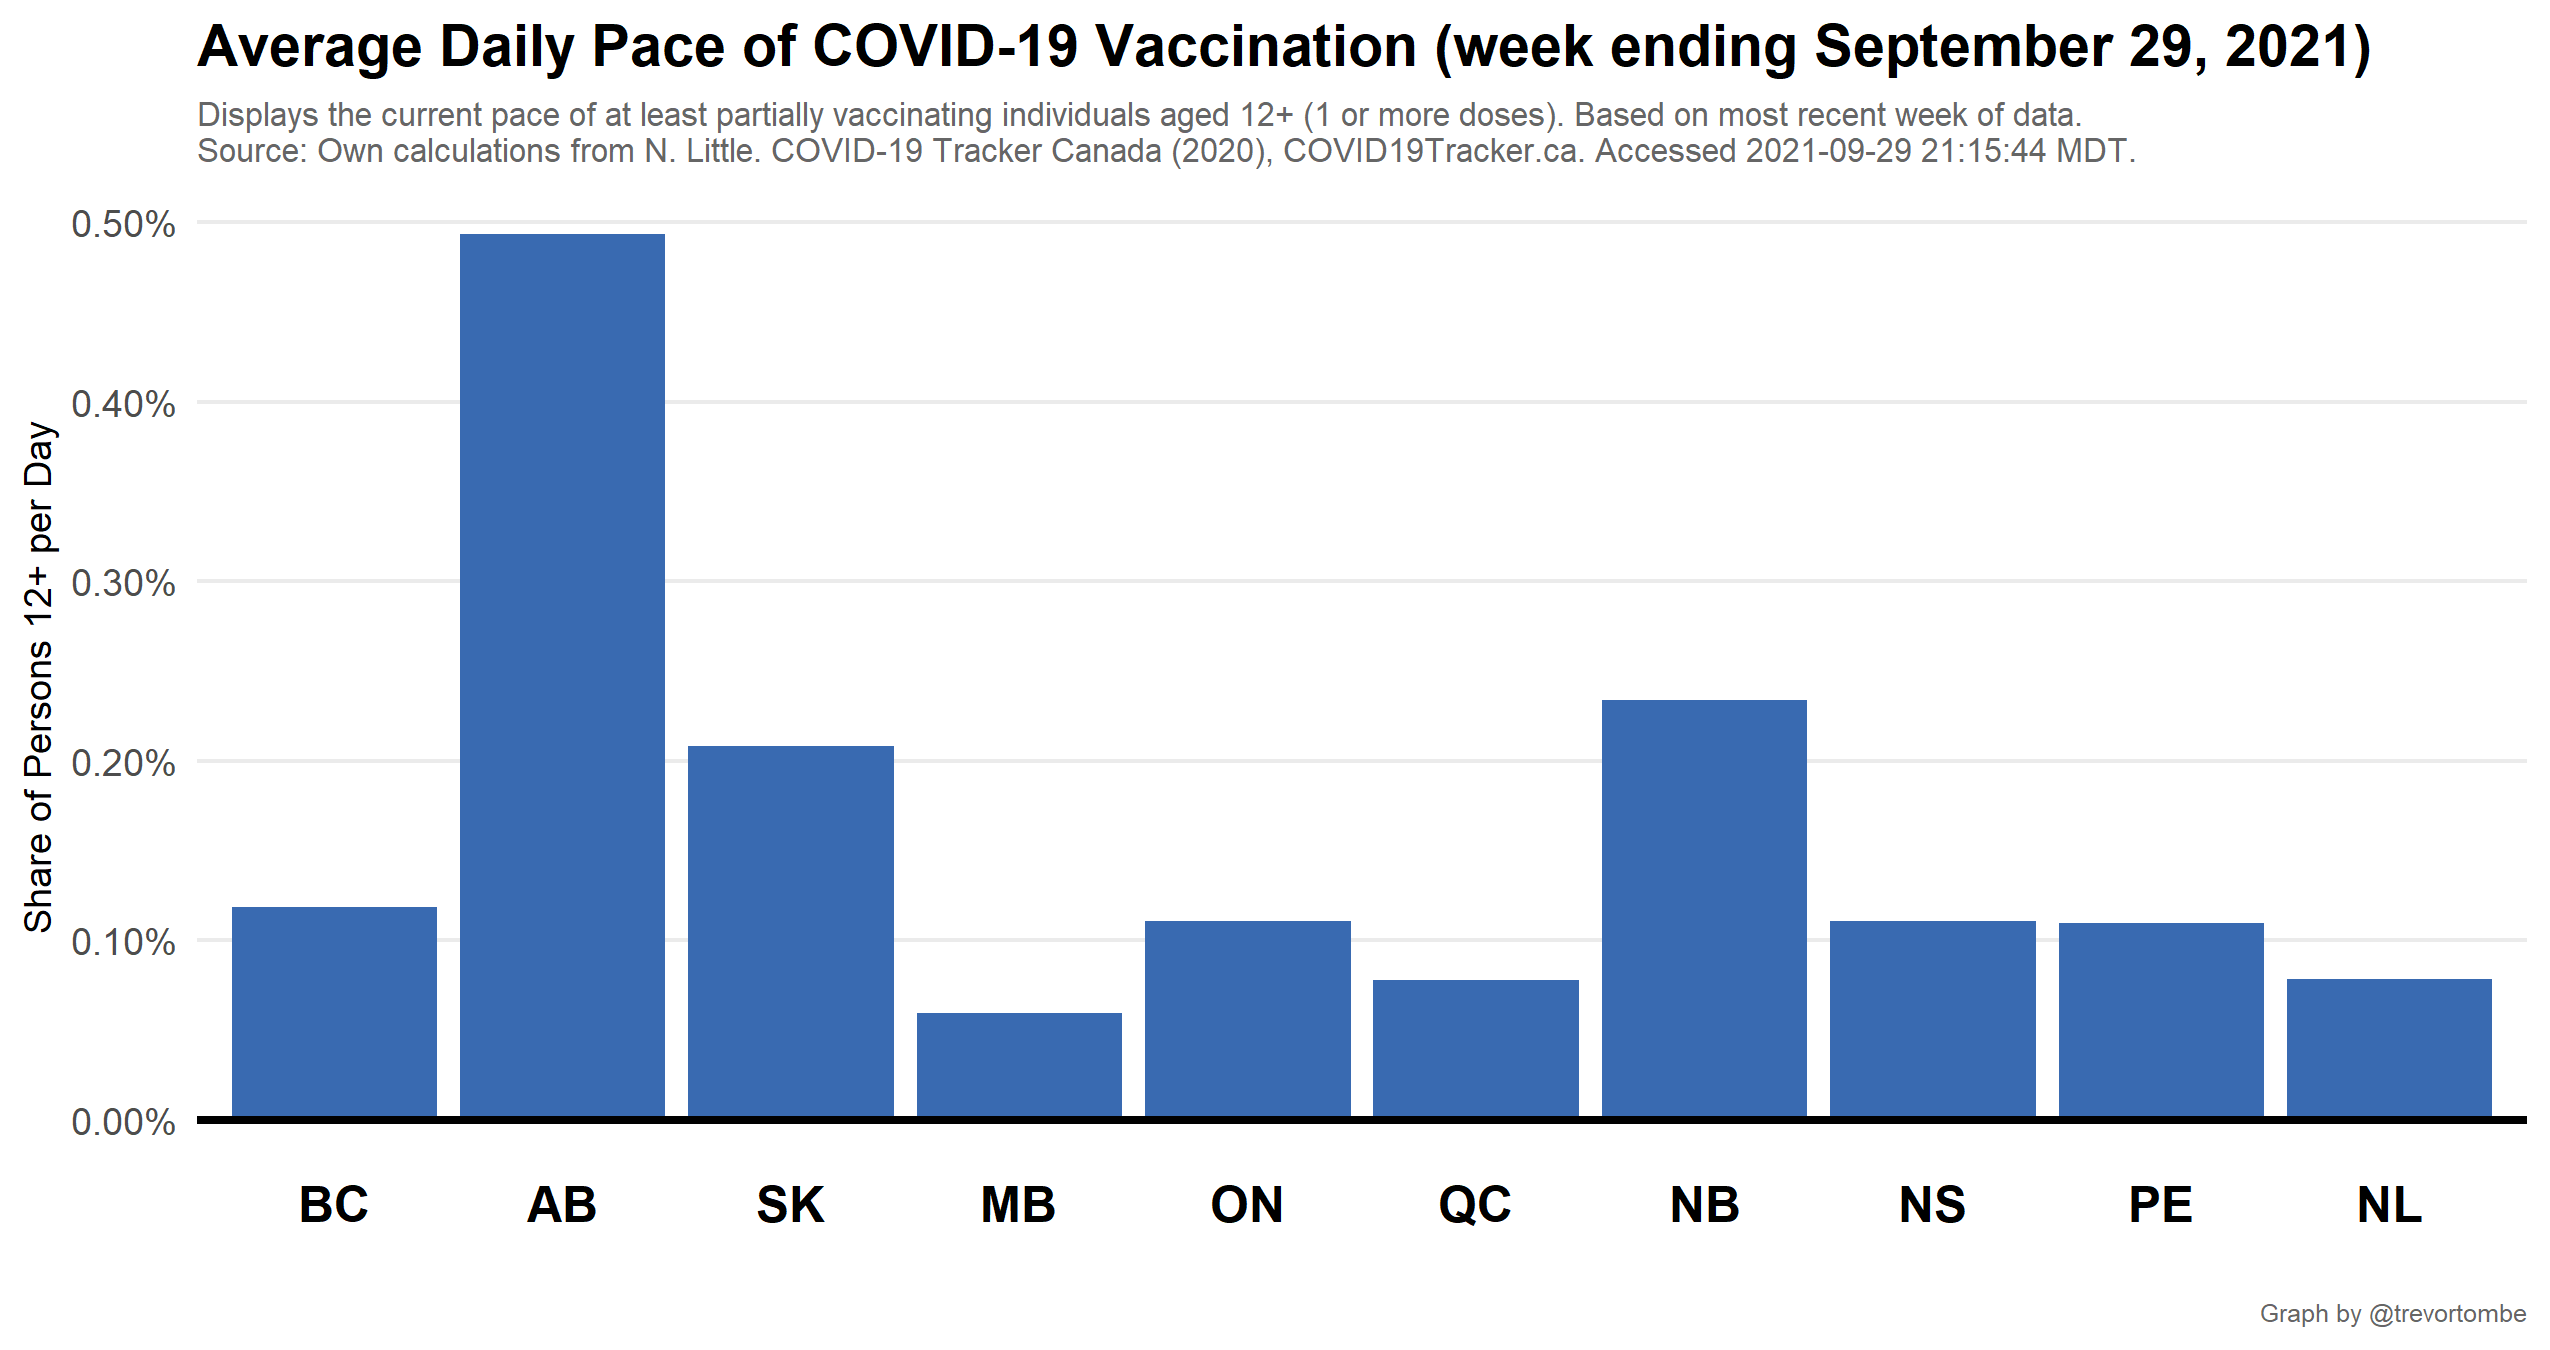 Average Daily Pace of COVID-19 Vaccination (week ending September 29, 2021)
Displays the current pace of at least partially vaccinating individuals aged 12+ (1 or more doses). Based on most recent week of data.
Source: Own calculations from N. Little. COVID-19 Tracker Canada (2020), COVID19Tracker.ca. Accessed 2021-09-29 21:15:44 MDT.
Share of Persons 12+ per Day
0.50%
0.40%
0.30%
0.20%
0.10%
0.00%
BC AB SK MB ON QC NB NS PE NL
Graph by @trevortombe